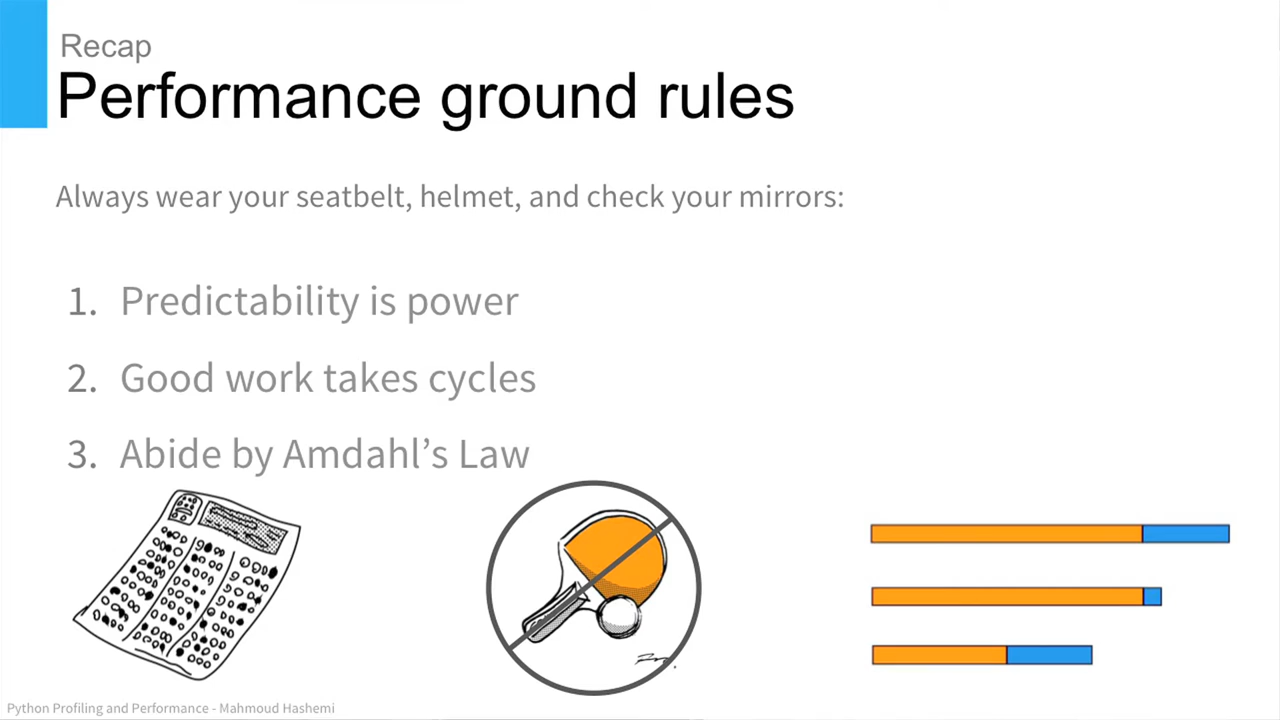 Recap
Performance ground rules
Always wear your seatbelt, helmet, and check your mirrors:
1. Predictability is power
2. Good work takes cycles
3. Abide by Amdahl’s Law
Python Profiling and Performance - Mahmoud Hashemi